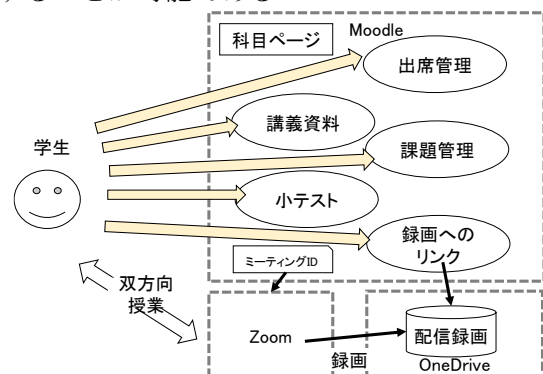 科目ページ
Moodle
出席管理
講義資料
学生
課題管理
小テスト
録画への
リンク
ミーティングID
双方向
授業
Zoom
配信録画
録画
OneDrive